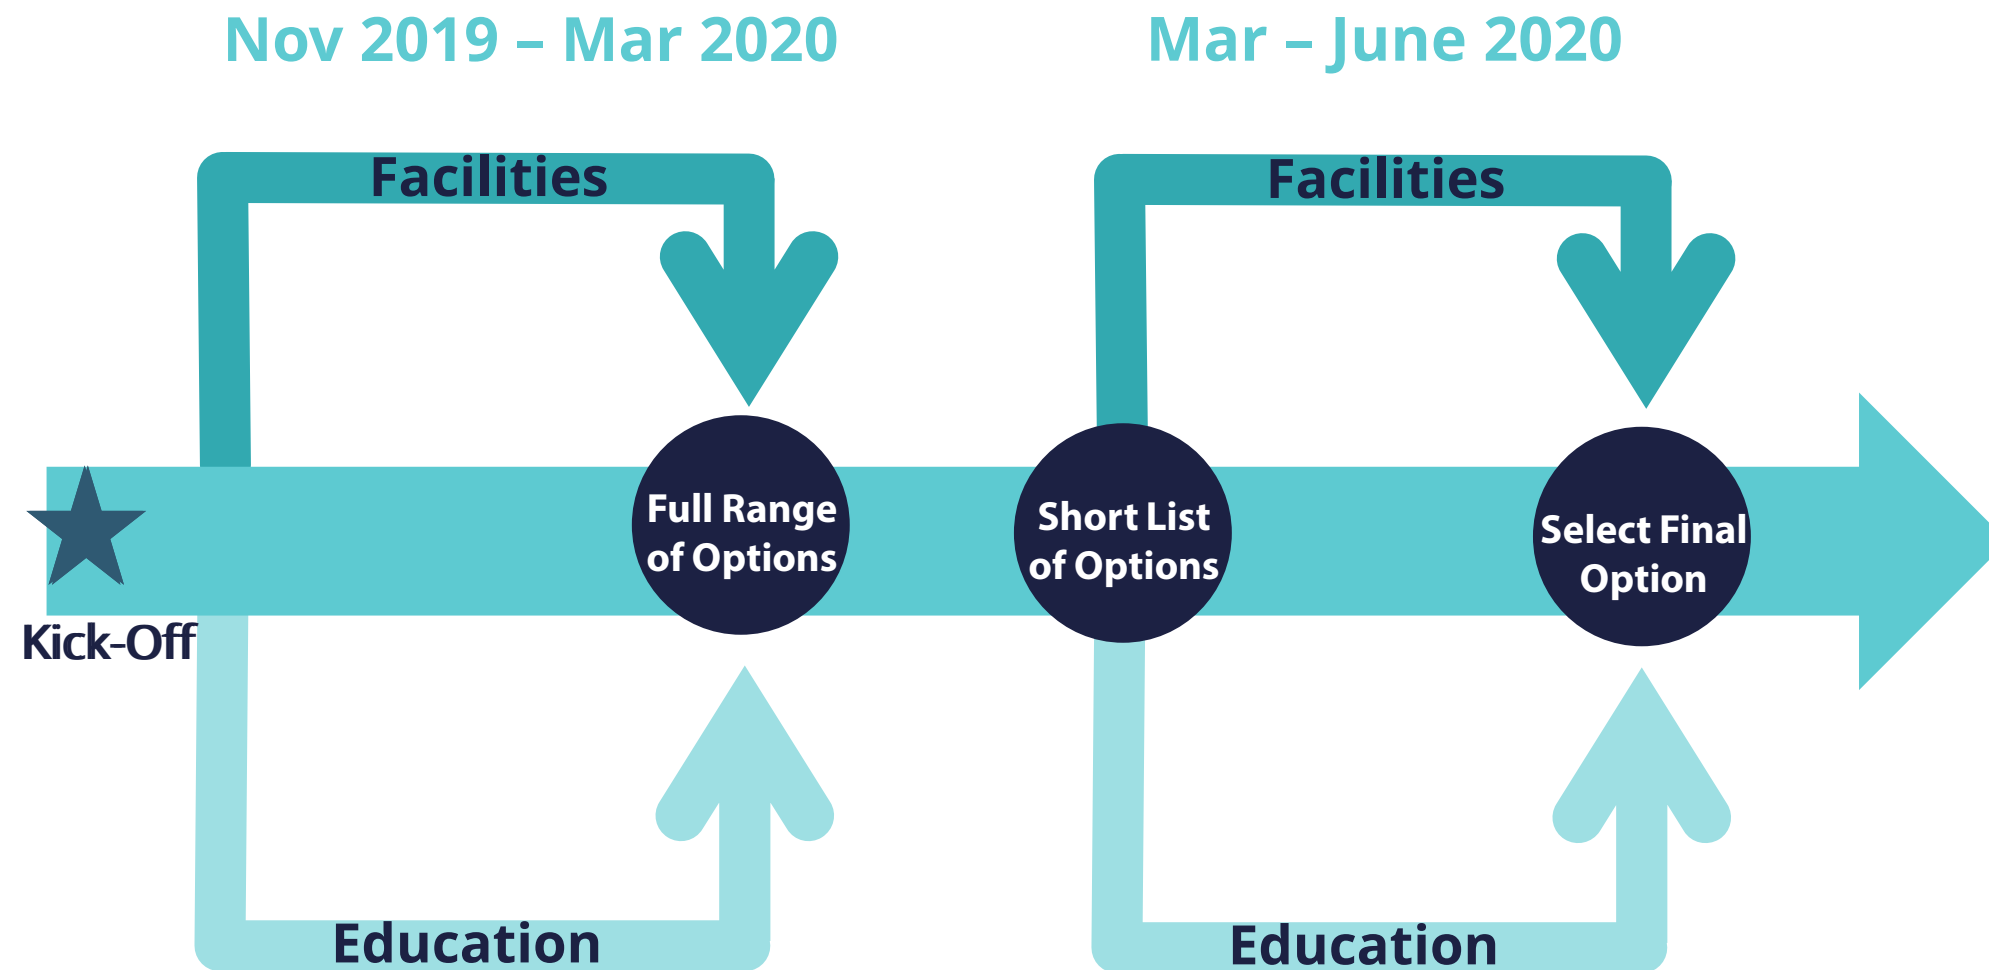 Nov 2019 – Mar 2020
Mar – June 2020
Facilities
Facilities
Kick-Off
Full Range
of Options
Short List
of Options
Select Final
Option
Education
Education